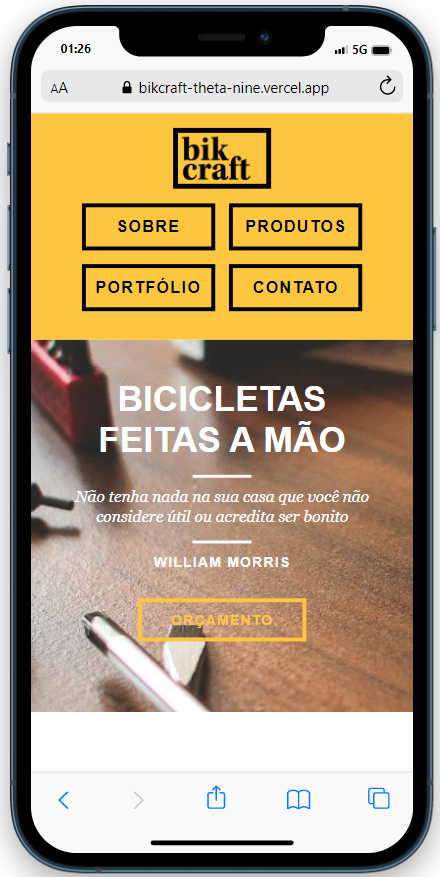 01:26
5G
AA
bikcraft-theta-nine.vercel.app
bik
craft
SOBRE
PRODUTOS
PORTFÓLIO
CONTATO
BICICLETAS
FEITAS A MÃO
Não tenha nada na sua casa que você não
considere útil ou acredita ser bonito
WILLIAM MORRIS
ORÇAMENTO